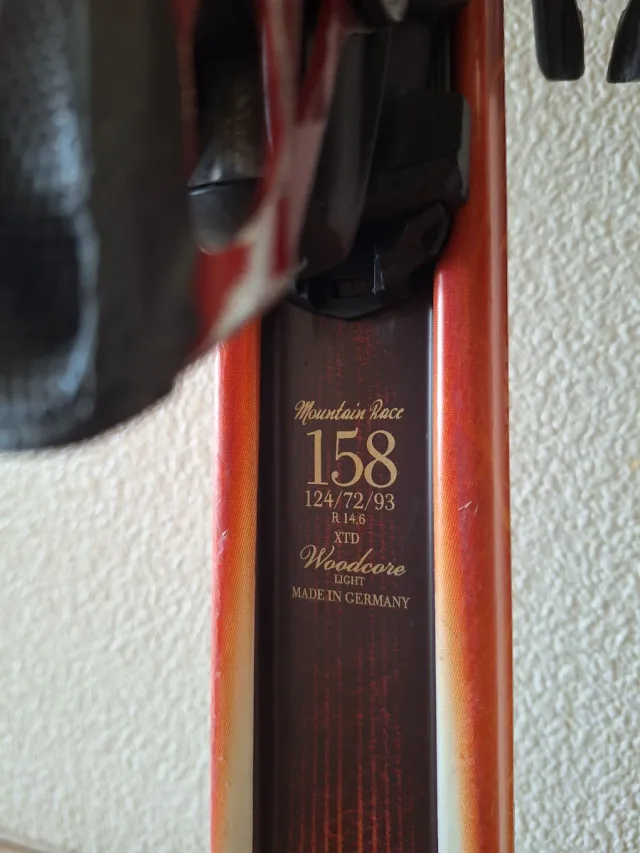 Mountain Race
158
124/72/93
R 14,6
XTD
Woodcore
LIGHT
MADE IN GERMANY